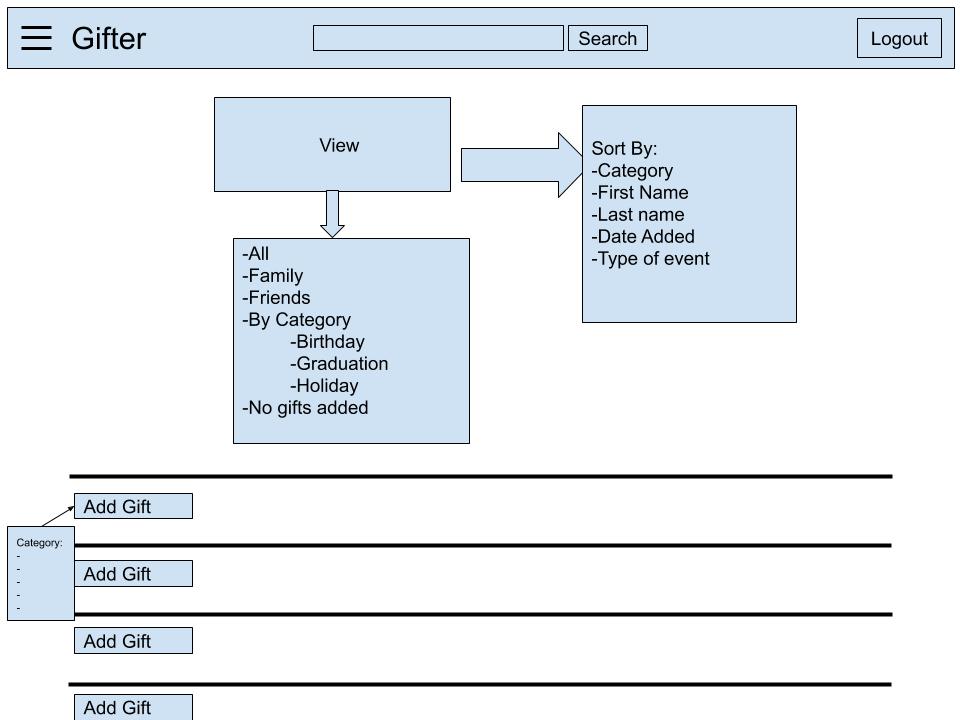 Gifter
Search
Logout
View
Sort By:
-Category
-First Name
-Last name
-Date Added
-Type of event
-All
-Family
-Friends
-By Category
-Birthday
-Graduation
-Holiday
-No gifts added
Add Gift
Category:
-
-
-
-
-
Add Gift
Add Gift
Add Gift